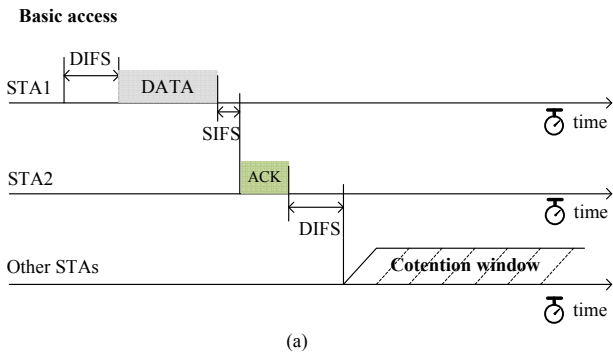 Basic access
DIFS
STA1
DATA
SIFS
time
STA2
ACK
DIFS
time
Other STAs
Cotention window
time
(a)